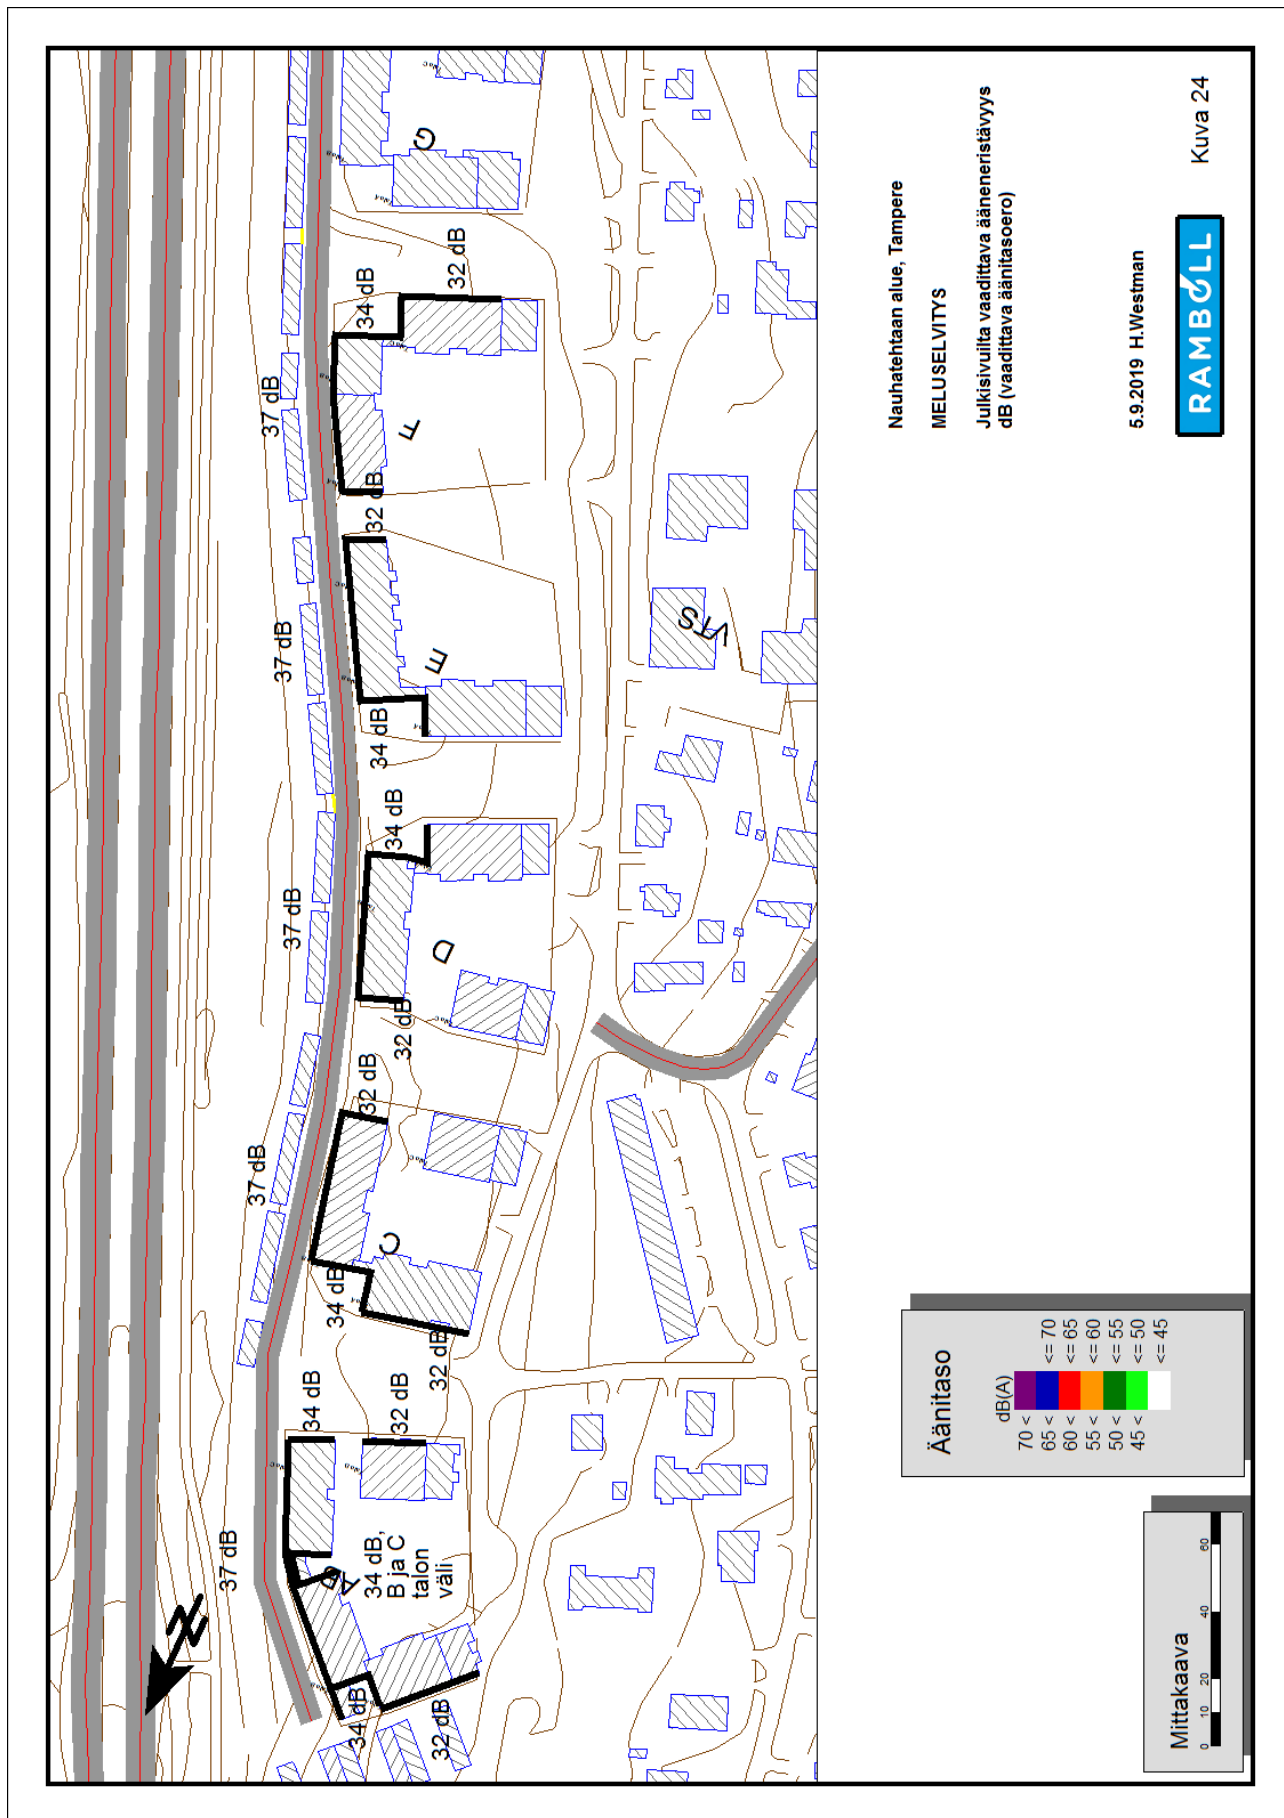 37 dB
37 dB
37 dB
37 dB
37 dB
34 dB
32 dB
34 dB,
B ja C
talon
väli
34 dB
32 dB
A
B
34 dB
32 dB
C
32 dB
32 dB
D
34 dB
34 dB
E
32 dB
F
34 dB
32 dB
G
VTS
N
Nauhatehtaan alue, Tampere
MELUSELVITYS
Julkisivuilta vaadittava ääneneristävyys
dB (vaadittava äänitasoero)
5.9.2019 H.Westman
RAMBOLL
Kuva 24
Äänitaso
dB(A)
70 <
65 < <= 70
60 < <= 65
55 < <= 60
50 < <= 55
45 < <= 50
<= 45
Mittakaava
0 10 20 40 60